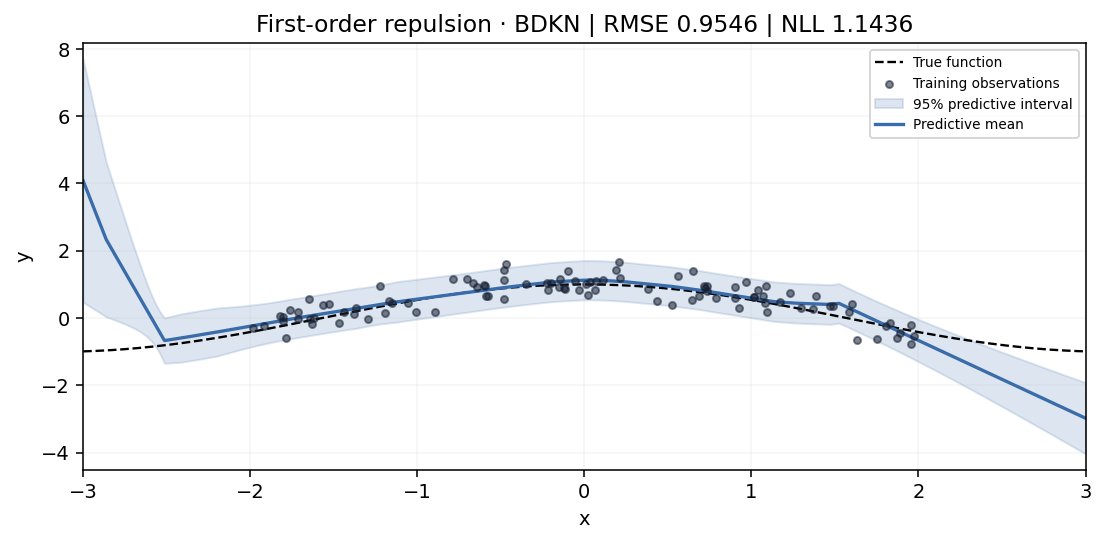 First-order repulsion · BDKN | RMSE 0.9546 | NLL 1.1436
8
6
4
2
0
−2
−4
y
−3
−2
−1
0
1
2
3
x
True function
Training observations
95% predictive interval
Predictive mean